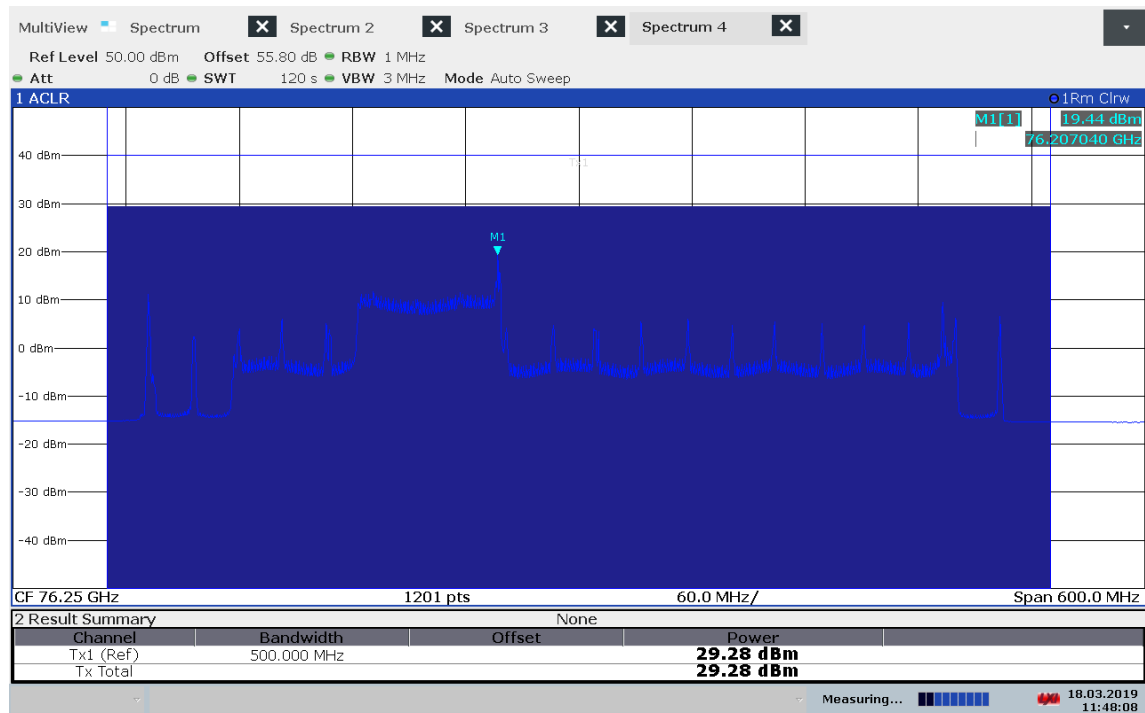 MultiView Spectrum X Spectrum 2 X Spectrum 3 X Spectrum 4 X
Ref Level 50.00 dBm Offset 55.80 dB RBW 1 MHz
Att 0 dB SWT 120 s VBW 3 MHz Mode Auto Sweep
1 ACLR 1Rm Clrw
M1[1] 19.44 dBm
76.207040 GHz
Tx1
40 dBm
30 dBm
M1
20 dBm
10 dBm
0 dBm
-10 dBm
-20 dBm
-30 dBm
-40 dBm
CF 76.25 GHz 1201 pts 60.0 MHz/ Span 600.0 MHz
2 Result Summary None
Channel Bandwidth Offset Power
Tx1 (Ref) 500.000 MHz 29.28 dBm
Tx Total 29.28 dBm
Measuring... 18.03.2019
11:48:08